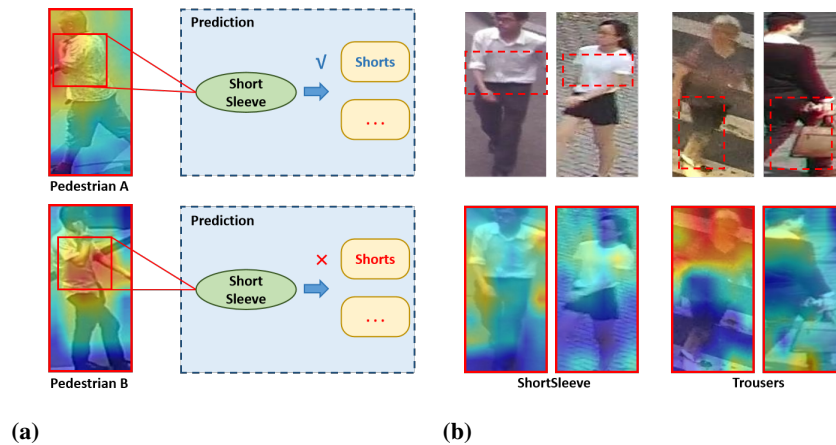 Prediction
Short
Sleeve
√
Shorts
...
Pedestrian A
Prediction
Short
Sleeve
×
Shorts
...
Pedestrian B
ShortSleeve
Trousers
(a)
(b)